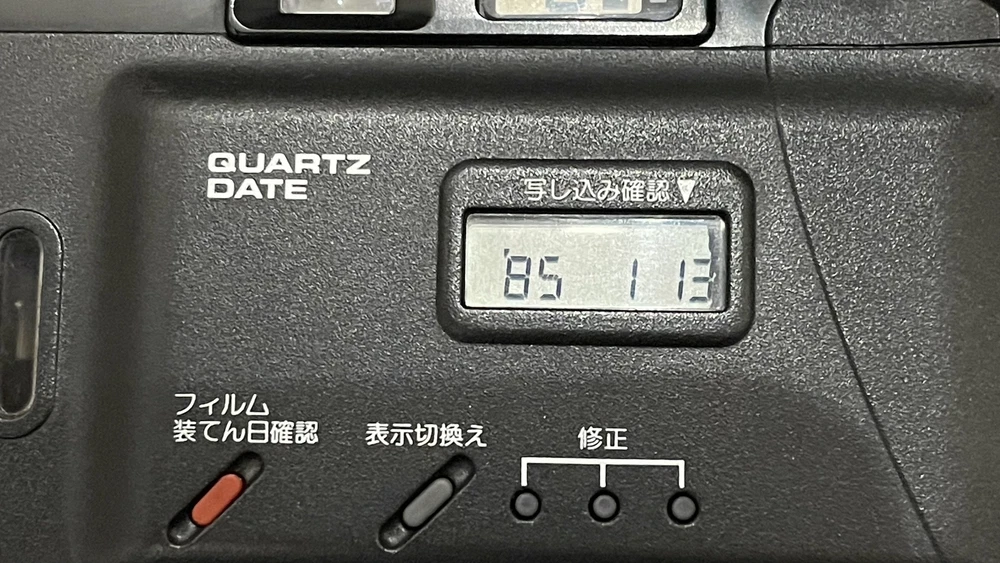 QUARTZ
DATE
写し込み確認▼
'85 1 13
フィルム
装てん日確認
表示切換え
修正